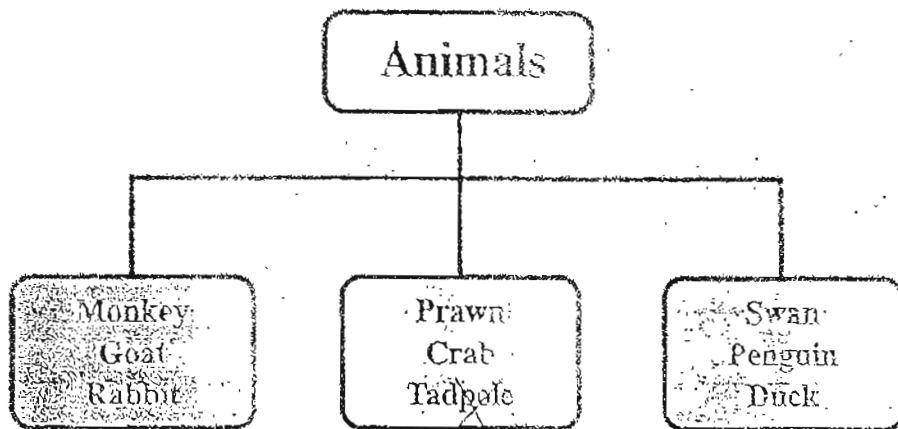 Animals
Monkey
Goat
Rabbit
Prawn
Crab
Tadpole
Swan
Penguin
Duck